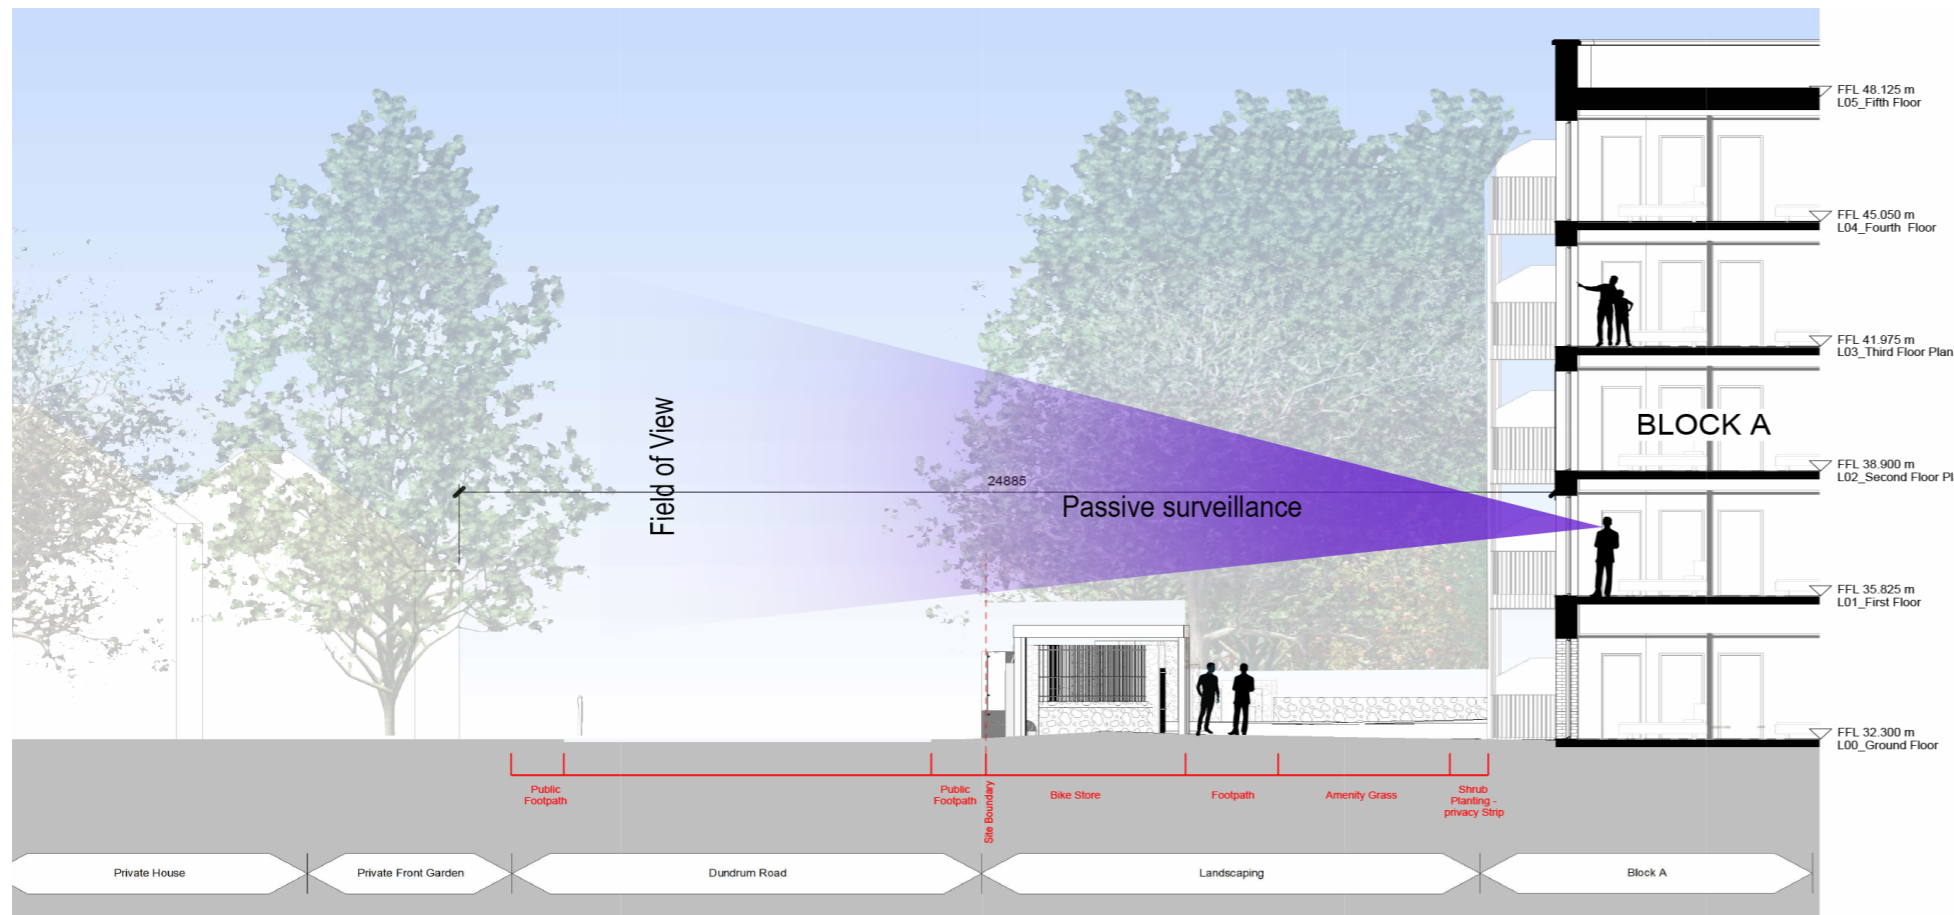 FFL 48.125 m
L05_Fifth Floor
FFL 45.050 m
L04_Fourth Floor
FFL 41.975 m
L03_Third Floor Plan
BLOCK A
FFL 38.900 m
L02_Second Floor Pl
Field of View
24885
Passive surveillance
FFL 35.825 m
L01_First Floor
FFL 32.300 m
L00_Ground Floor
Public
Footpath
Public
Footpath
Site Boundary
Bike Store
Footpath
Amenity Grass
Shrub
Planting -
privacy Strip
Private House
Private Front Garden
Dundrum Road
Landscaping
Block A